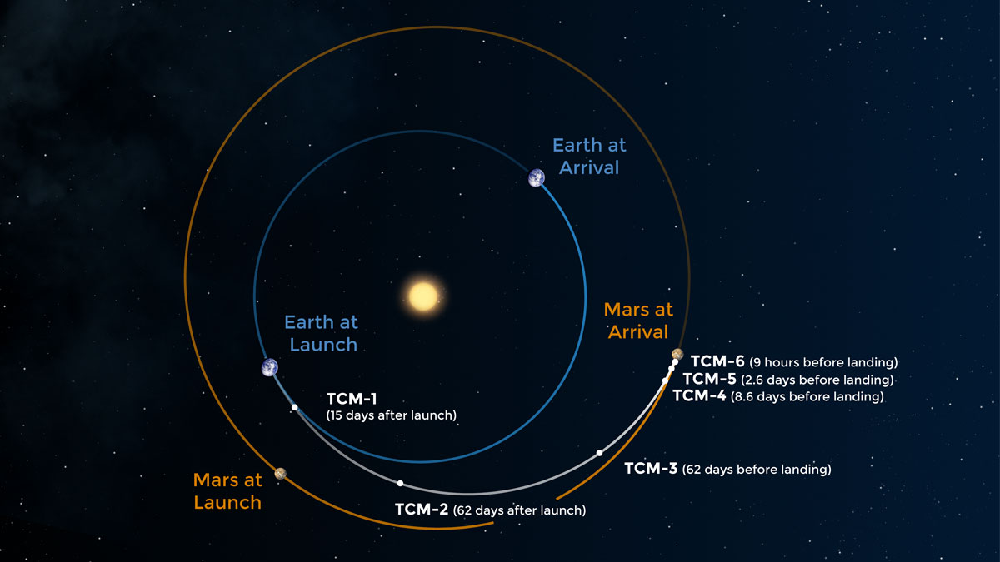 Earth at
Arrival
Mars at
Arrival
Earth at
Launch
TCM-6 (9 hours before landing)
TCM-5 (2.6 days before landing)
TCM-4 (8.6 days before landing)
TCM-1
(15 days after launch)
TCM-3 (62 days before landing)
Mars at
Launch
TCM-2 (62 days after launch)